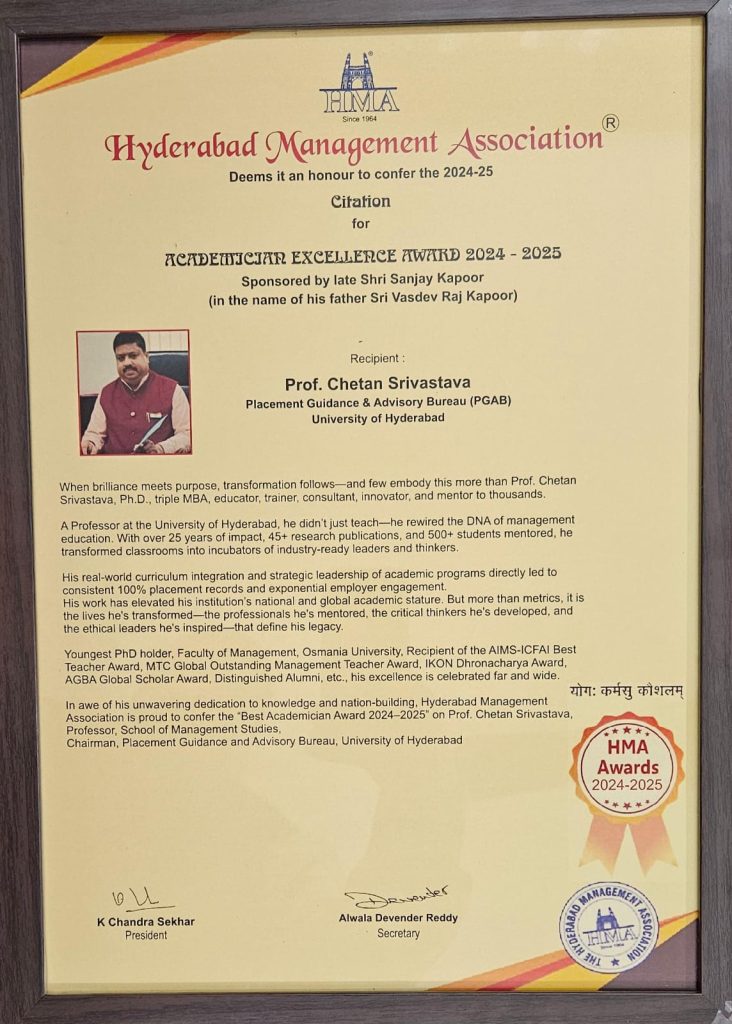 HMA
Since 1964
Hyderabad Management Association®
Deems it an honour to confer the 2024-25
Citation
for
ACADEMICIAN EXCELLENCE AWARD 2024 - 2025
Sponsored by late Shri Sanjay Kapoor
(in the name of his father Sri Vasdev Raj Kapoor)
Recipient :
Prof. Chetan Srivastava
Placement Guidance & Advisory Bureau (PGAB)
University of Hyderabad
When brilliance meets purpose, transformation follows—and few embody this more than Prof. Chetan
Srivastava, Ph.D., triple MBA, educator, trainer, consultant, innovator, and mentor to thousands.
A Professor at the University of Hyderabad, he didn't just teach—he rewired the DNA of management
education. With over 25 years of impact, 45+ research publications, and 500+ students mentored, he
transformed classrooms into incubators of industry-ready leaders and thinkers.
His real-world curriculum integration and strategic leadership of academic programs directly led to
consistent 100% placement records and exponential employer engagement.
His work has elevated his institution's national and global academic stature. But more than metrics, it is
the lives he's transformed—the professionals he's mentored, the critical thinkers he's developed, and
the ethical leaders he's inspired—that define his legacy.
Youngest PhD holder, Faculty of Management, Osmania University, Recipient of the AIMS-ICFAI Best
Teacher Award, MTC Global Outstanding Management Teacher Award, IKON Dhronacharya Award,
AGBA Global Scholar Award, Distinguished Alumni, etc., his excellence is celebrated far and wide.
योग: कर्मसु कौशलम्
In awe of his unwavering dedication to knowledge and nation-building, Hyderabad Management
Association is proud to confer the "Best Academician Award 2024–2025" on Prof. Chetan Srivastava,
Professor, School of Management Studies,
Chairman, Placement Guidance and Advisory Bureau, University of Hyderabad
HMA
Awards
2024-2025
Devender
K Chandra Sekhar
President
Alwala Devender Reddy
Secretary
THE HYDERABAD MANAGEMENT ASSOCIATION
HMA
Since 1964